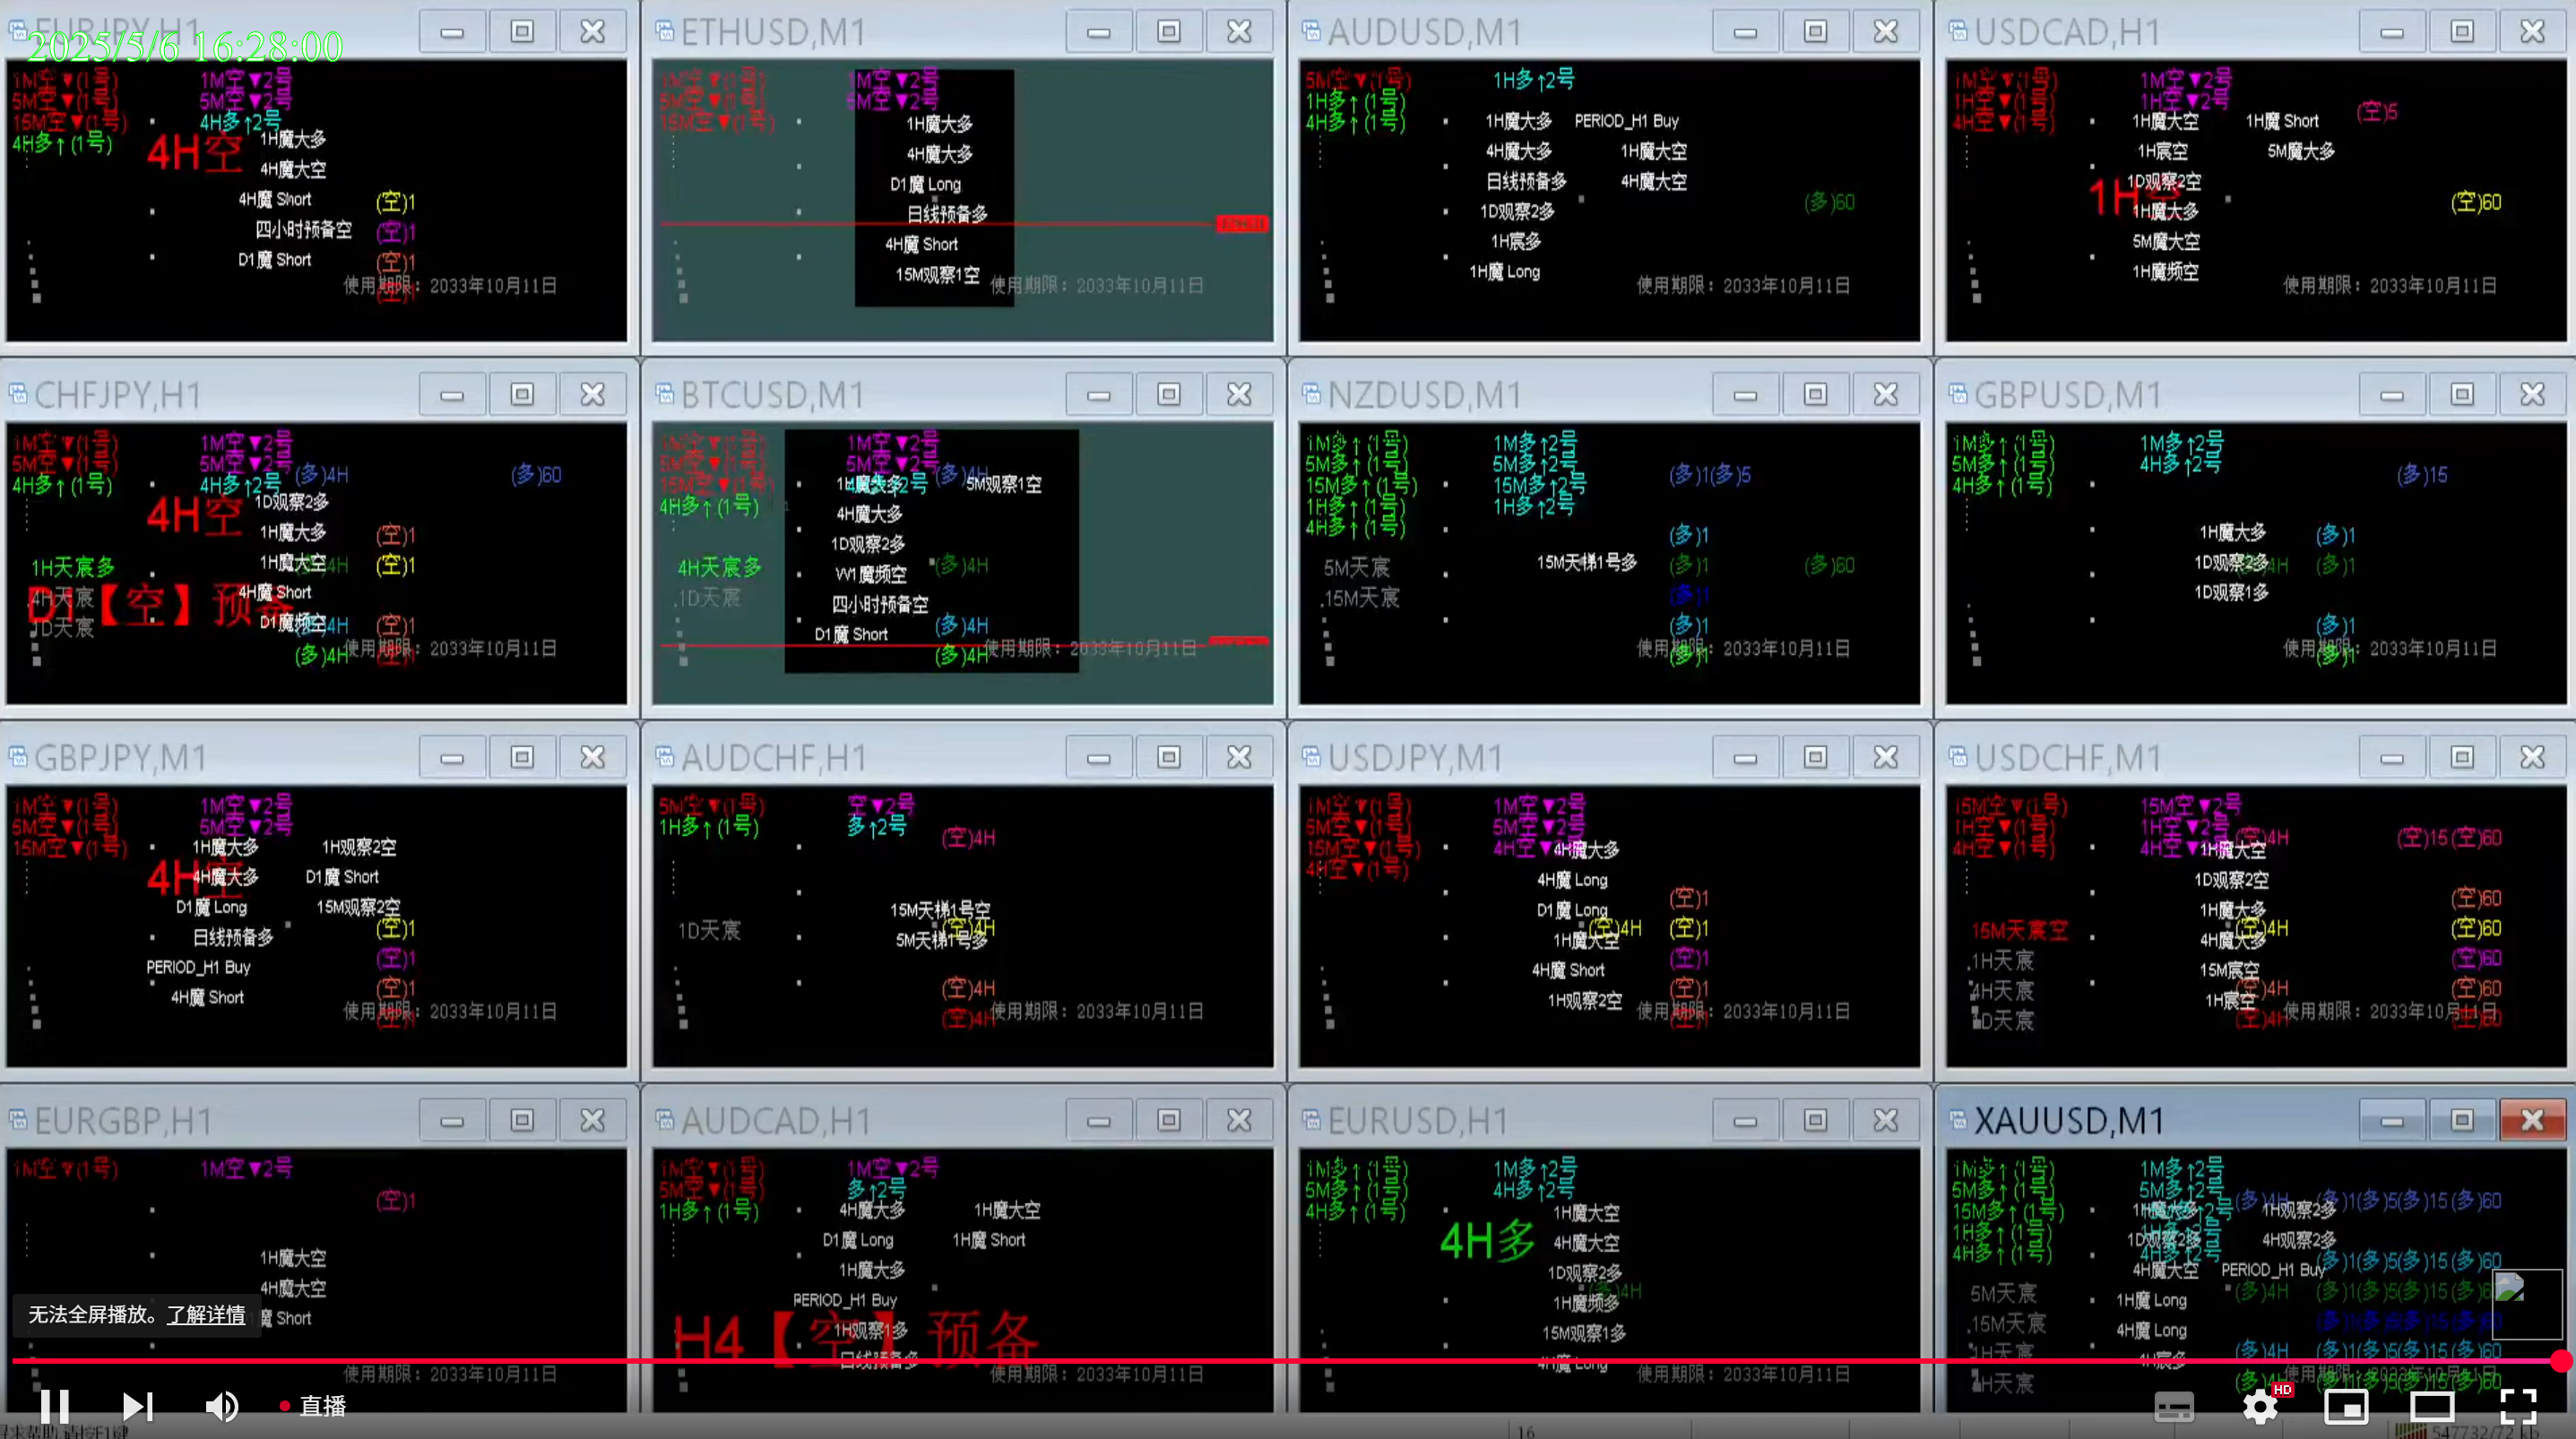 EURJPY,H1
2025/5/6 16:28:00
1M空▼(1号) 1M空▼2号
5M空▼(1号) 5M空▼2号
15M空▼(1号) 4H多↑2号
4H多↑(1号) 4H空 1H魔大多
4H魔大空
4H魔 Short (空)1
四小时预备空 (空)1
D1魔 Short (空)1
使用期限：2033年10月11日
ETHUSD,M1
1M空▼(1号) 1M空▼2号
5M空▼(1号) 5M空▼2号
15M空▼(1号) 1H魔大多
4H魔大多
D1魔 Long
日线预备多
4H魔 Short
15M观察1空
使用期限：2033年10月11日
AUDUSD,M1
5M空▼(1号) 1H多↑2号
1H多↑(1号)
4H多↑(1号) 1H魔大多 PERIOD_H1 Buy
4H魔大多 1H魔大空
日线预备多 4H魔大空
1D观察2多 (多)60
1H宸多
1H魔 Long
使用期限：2033年10月11日
USDCAD,H1
1M空▼(1号) 1M空▼2号
1H空▼(1号) 1H空▼2号 (空)5
4H空▼(1号) 1H魔大空 1H魔 Short
1H宸空 5M魔大多
1H空 1D观察2空
1H魔大多 (空)60
5M魔大空
1H魔频空
使用期限：2033年10月11日
CHFJPY,H1
1M空▼(1号) 1M空▼2号
5M空▼(1号) 5M空▼2号 (多)4H (多)60
4H多↑(1号) 4H多↑2号
4H空 1D观察2多
1H魔大多 (空)1
1H天宸多 1H魔大空 4H (空)1
4H天宸 4H魔 Short
D1【空】预备
1D天宸 D1魔频空 4H (空)1
(多)4H
使用期限：2033年10月11日
BTCUSD,M1
1M空▼(1号) 1M空▼2号
5M空▼(1号) 5M空▼2号 (多)4H
15M空▼(1号) 1H魔大多 2号 5M观察1空
4H多↑(1号) 4H魔大多
1D观察2多
4H天宸多 W1魔频空 (多)4H
1D天宸 四小时预备空
D1魔 Short (多)4H
(多)4H
使用期限：2033年10月11日
NZDUSD,M1
1M多↑(1号) 1M多↑2号
5M多↑(1号) 5M多↑2号 (多)1(多)5
15M多↑(1号) 15M多↑2号
1H多↑(1号) 1H多↑2号
4H多↑(1号) (多)1
5M天宸 15M天梯1号多 (多)1 (多)60
15M天宸 (多)1
(多)1
(多)1
使用期限：2033年10月11日
GBPUSD,M1
1M多↑(1号) 1M多↑2号
5M多↑(1号) 4H多↑2号 (多)15
4H多↑(1号)
1H魔大多 (多)1
1D观察2多 4H (多)1
1D观察1多
(多)1
(多)1
使用期限：2033年10月11日
GBPJPY,M1
1M空▼(1号) 1M空▼2号
5M空▼(1号) 5M空▼2号
15M空▼(1号) 1H魔大多 1H观察2空
4H空 4H魔大多 D1魔 Short
D1魔 Long 15M观察2空
日线预备多 (空)1
PERIOD_H1 Buy (空)1
4H魔 Short (空)1
使用期限：2033年10月11日
AUDCHF,H1
5M空▼(1号) 空▼2号
1H多↑(1号) 多↑2号
(空)4H
15M天梯1号空
1D天宸 (空)4H
5M天梯1号多
(空)4H
(空)4H
使用期限：2033年10月11日
USDJPY,M1
1M空▼(1号) 1M空▼2号
5M空▼(1号) 5M空▼2号
15M空▼(1号) 4H空▼ 4H魔大多
4H空▼(1号) 4H魔 Long
D1魔 Long (空)1
(空)4H (空)1
1H魔大空
4H魔 Short (空)1
1H观察2空 (空)1
使用期限：2033年10月11日
USDCHF,M1
15M空▼(1号) 15M空▼2号
1H空▼(1号) 1H空▼2号 (空)4H (空)15(空)60
4H空▼(1号) 4H空▼ 1H魔大空
1D观察2空
1H魔大多 (空)60
15M天宸空 (空)4H (空)60
4H魔大多
1H天宸 15M宸空 (空)60
4H天宸 1H宸空 (空)4H (空)60
1D天宸 (空)4H (空)60
使用期限：2033年10月11日
EURGBP,H1
1M空▼(1号) 1M空▼2号
(空)1
1H魔大空
4H魔大空
魔 Short
使用期限：2033年10月11日
AUDCAD,H1
1M空▼(1号) 1M空▼2号
5M空▼(1号) 多↑2号
1H多↑(1号) 4H魔大多 1H魔大空
D1魔 Long 1H魔 Short
1H魔大多
PERIOD_H1 Buy
H4【空】预备
1H观察1多
日线预备多
使用期限：2033年10月11日
EURUSD,H1
1M多↑(1号) 1M多↑2号
5M多↑(1号) 4H多↑2号
4H多↑(1号) 1H魔大空
4H多 4H魔大空
1D观察2多
(多)4H
1H魔频多
15M观察1多
4H魔 Long
使用期限：2033年10月11日
XAUUSD,M1
1M多↑(1号) 1M多↑2号
5M多↑(1号) 5M多↑2号 (多)4H (多)1(多)5(多)15(多)60
15M多↑(1号) 1H魔大多 2号 1H观察2多
1H多↑(1号) 1D观察2多 4H观察2多
4H多↑(1号) 4H多↑2号 (多)1(多)5(多)15(多)60
4H魔大空 PERIOD_H1 Buy
5M天宸 1H魔 Long (多)4H (多)1(多)5(多)15(多)6
15M天宸 4H魔 Long (多)1(多)5(多)15(多)60
1H天宸 4H宸多 (多)4H (多)1(多)5(多)15(多)60
4H天宸 (多)4H (多)1(多)5(多)15(多)60
使用期限：2033年10月11日
无法全屏播放。了解详情
直播
HD
16
547732/72 kb